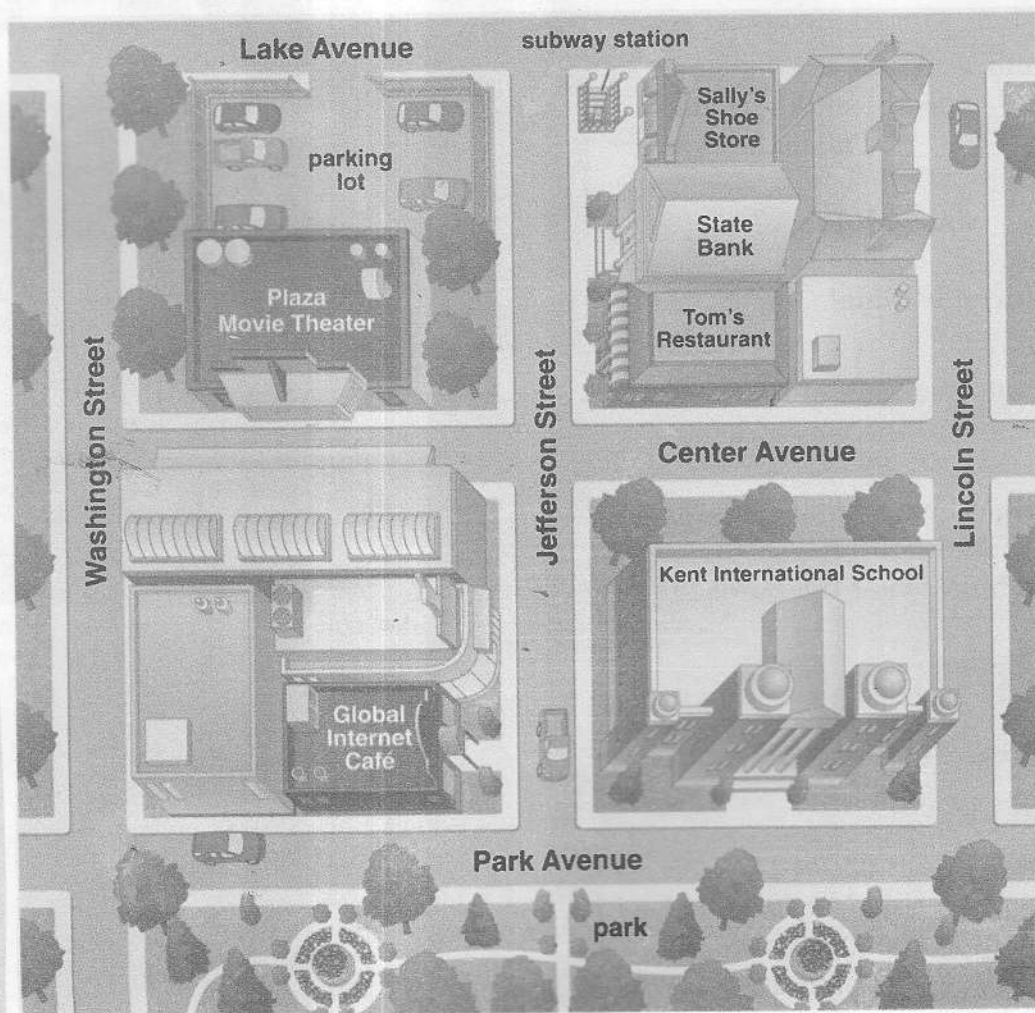 Lake Avenue
subway station
Sally's
Shoe
Store
parking
lot
State
Bank
Plaza
Movie Theater
Tom's
Restaurant
Washington Street
Jefferson Street
Lincoln Street
Center Avenue
Kent International School
Global
Internet
Café
Park Avenue
park